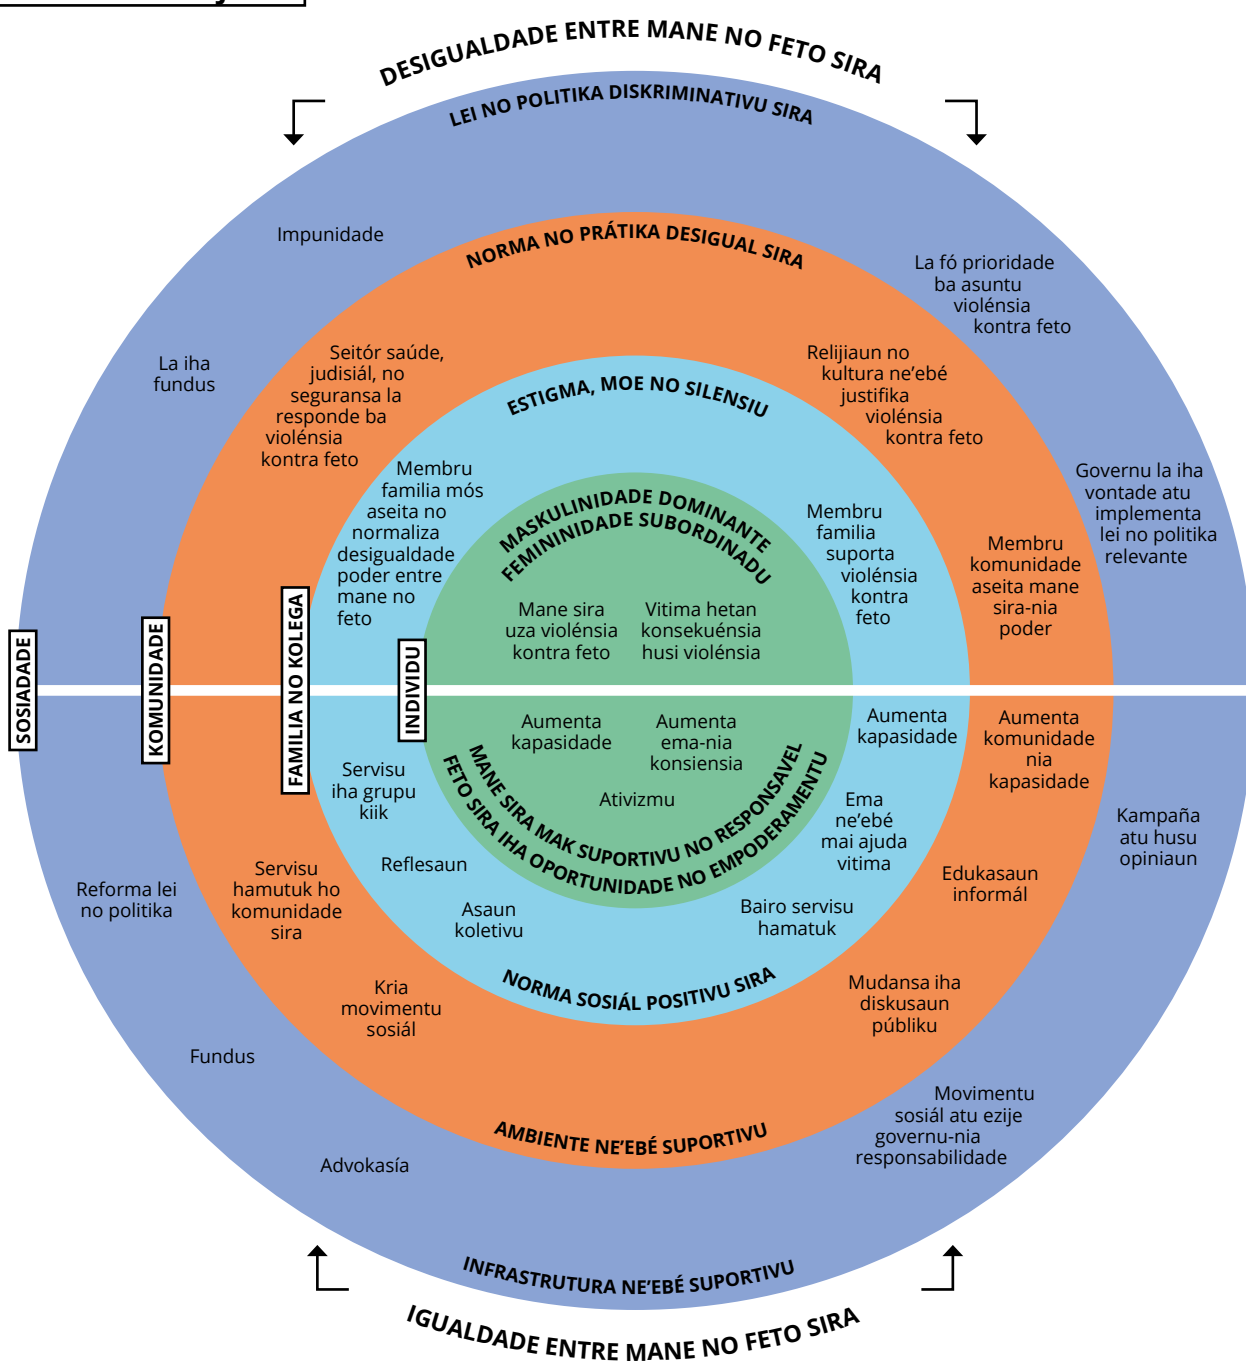 DESIGUALDADE ENTRE MANE NO FETO SIRA
LEI NO POLITIKA DISKRIMINATIVU SIRA
Impunidade
La iha
fundus
La fó prioridade
ba asuntu
violénsia
kontra feto
Governu la iha
vontade atu
implementa
lei no politika
relevante
NORMA NO PRÁTIKA DESIGUAL SIRA
Seitór saúde,
judisiál, no
seguransa la
responde ba
violénsia
kontra feto
Relijiaun no
kultura ne'ebé
justifika
violénsia
kontra feto
Membru
komunidade
aseita mane
sira-nia
poder
ESTIGMA, MOE NO SILENSIU
Membru
familia mós
aseita no
normaliza
desigualdade
poder entre
mane no
feto
Membru
familia
suporta
violénsia
kontra
feto
MASKULINIDADE DOMINANTE
FEMININIDADE SUBORDINADU
Mane sira
uza violénsia
kontra feto
Vitima hetan
konsekuénsia
husi violénsia
SOSIADADE
KOMUNIDADE
FAMILIA NO KOLEGA
INDIVIDU
Aumenta
kapasidade
Aumenta
ema-nia
konsiensia
Ativizmu
MANE SIRA MAK SUPORTIVU NO RESPONSAVEL
FETO SIRA IHA OPORTUNIDADE NO EMPODERAMENTU
Servisu
iha grupu
kiik
Reflesaun
Asaun
koletivu
Aumenta
kapasidade
Ema
ne'ebé
mai ajuda
vitima
Bairo servisu
hamatuk
NORMA SOSIÁL POSITIVU SIRA
Servisu
hamutuk ho
komunidade
sira
Kria
movimentu
sosiál
Aumenta
komunidade
nia
kapasidade
Edukasaun
informál
Mudansa iha
diskusaun
públiku
AMBIENTE NE'EBÉ SUPORTIVU
Reforma lei
no politika
Fundus
Advokasía
Kampaña
atu husu
opiniaun
Movimentu
sosiál atu ezije
governu-nia
responsabilidade
INFRASTRUTURA NE'EBÉ SUPORTIVU
IGUALDADE ENTRE MANE NO FETO SIRA